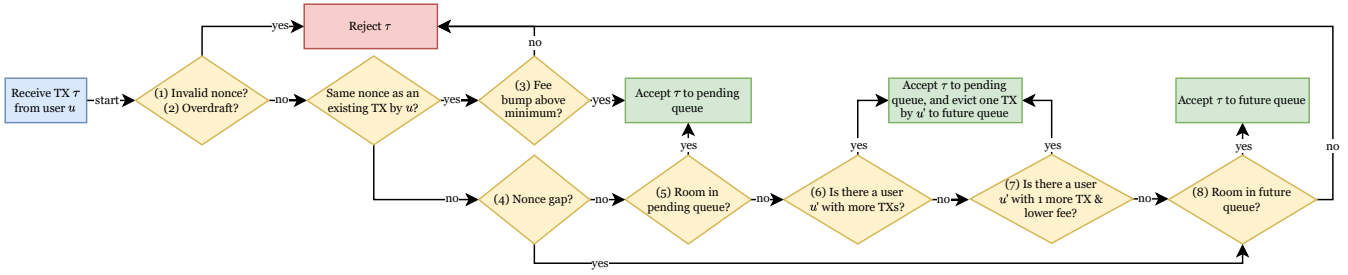 Receive TX τ
from user u
start
(1) Invalid nonce?
(2) Overdraft?
yes
Reject τ
no
Same nonce as an
existing TX by u?
yes
(3) Fee
bump above
minimum?
no
yes
Accept τ to pending
queue
no
(4) Nonce gap?
no
(5) Room in
pending queue?
yes
no
(6) Is there a user
u' with more TXs?
yes
Accept τ to pending
queue, and evict one TX
by u' to future queue
no
(7) Is there a user
u' with 1 more TX &
lower fee?
yes
no
(8) Room in future
queue?
yes
Accept τ to future queue
no
yes